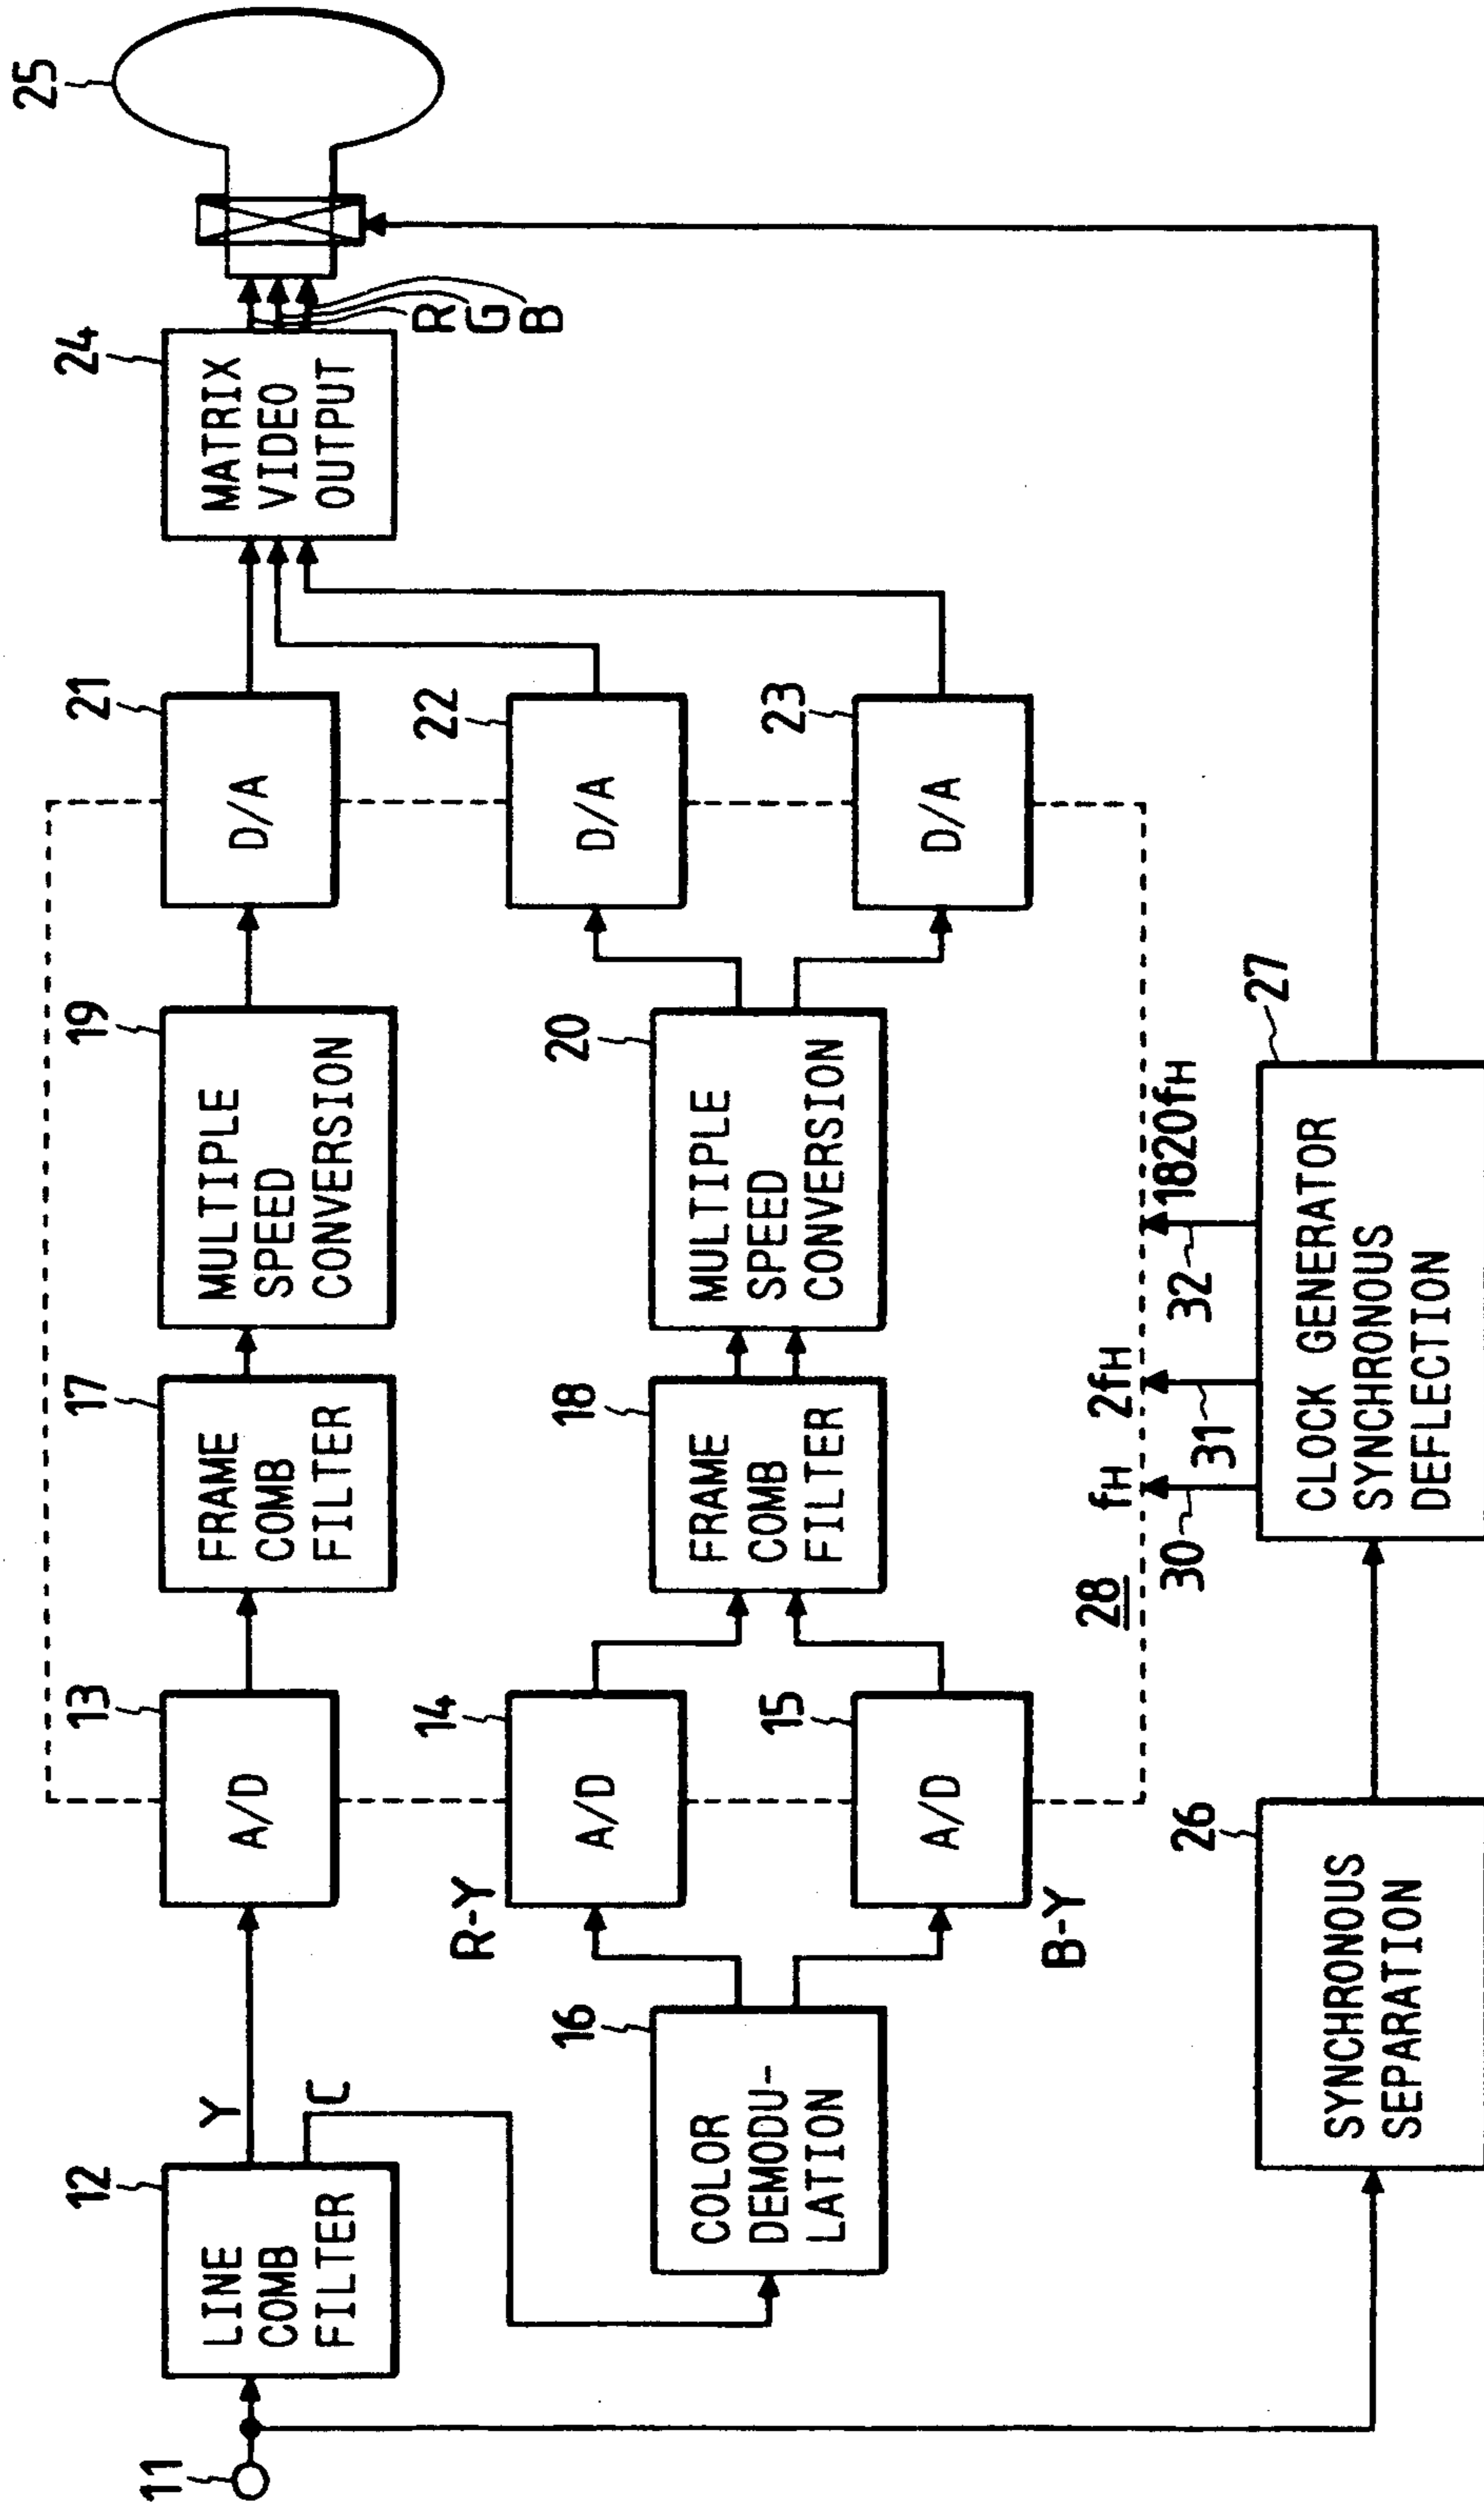 11
12
LINE
COMB
FILTER
Y
C
16
COLOR
DEMODU-
LATION
R-Y
B-Y
13
A/D
14
A/D
15
A/D
17
FRAME
COMB
FILTER
18
FRAME
COMB
FILTER
19
MULTIPLE
SPEED
CONVERSION
20
MULTIPLE
SPEED
CONVERSION
21
D/A
22
D/A
23
D/A
24
MATRIX
VIDEO
OUTPUT
R
G
B
25
26
SYNCHRONOUS
SEPARATION
27
CLOCK GENERATOR
SYNCHRONOUS
DEFLECTION
28
30
fH
31
2fH
32
1820fH